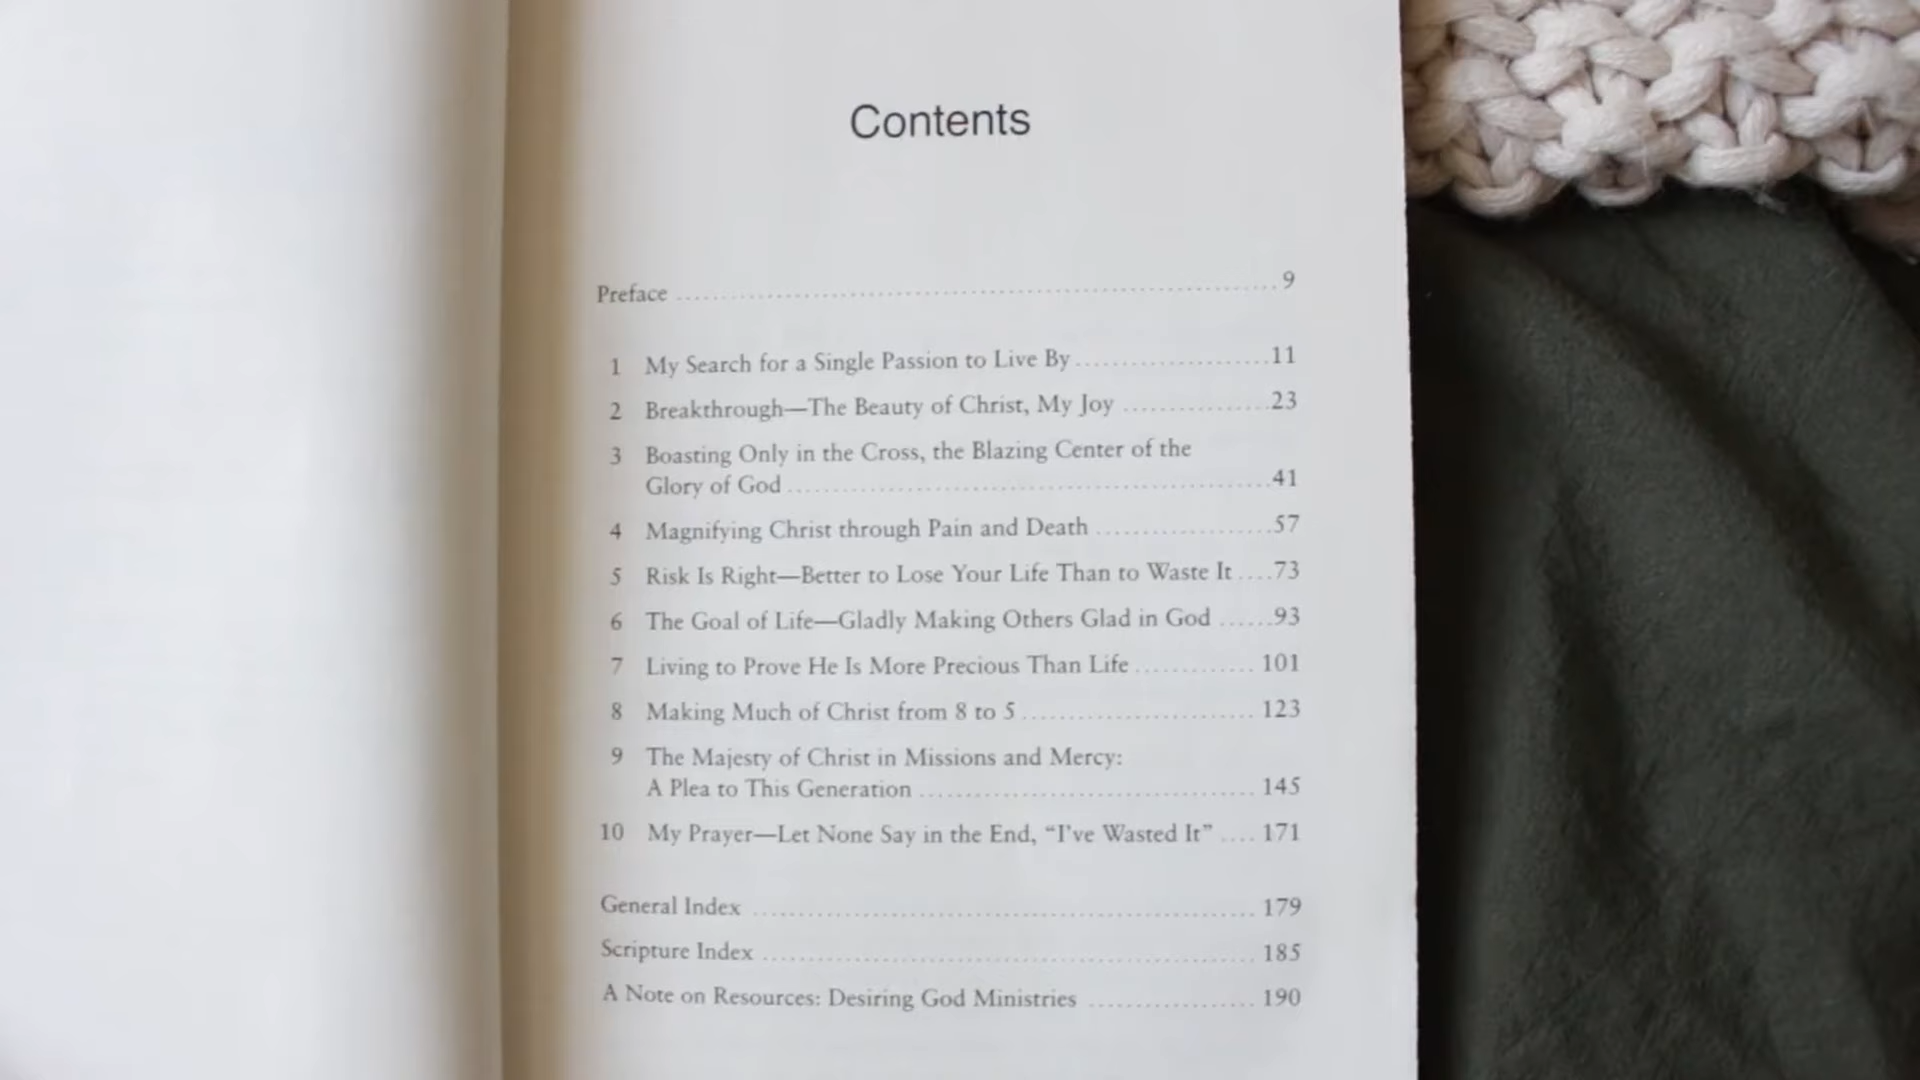 Contents
Preface 9
1 My Search for a Single Passion to Live By 11
2 Breakthrough—The Beauty of Christ, My Joy 23
3 Boasting Only in the Cross, the Blazing Center of the
Glory of God 41
4 Magnifying Christ through Pain and Death 57
5 Risk Is Right—Better to Lose Your Life Than to Waste It 73
6 The Goal of Life—Gladly Making Others Glad in God 93
7 Living to Prove He Is More Precious Than Life 101
8 Making Much of Christ from 8 to 5 123
9 The Majesty of Christ in Missions and Mercy:
A Plea to This Generation 145
10 My Prayer—Let None Say in the End, “I’ve Wasted It” 171
General Index 179
Scripture Index 185
A Note on Resources: Desiring God Ministries 190